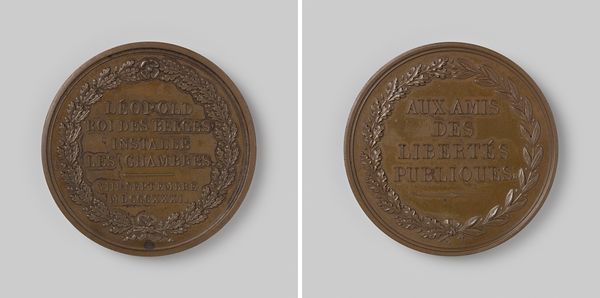 LÉOPOLD
ROI DES BELGES
INSTALLE
LES CHAMBRES
VIII SEPTEMBRE
MDCCCXXXI.
AUX AMIS
DES
LIBERTÉS
PUBLIQUES.